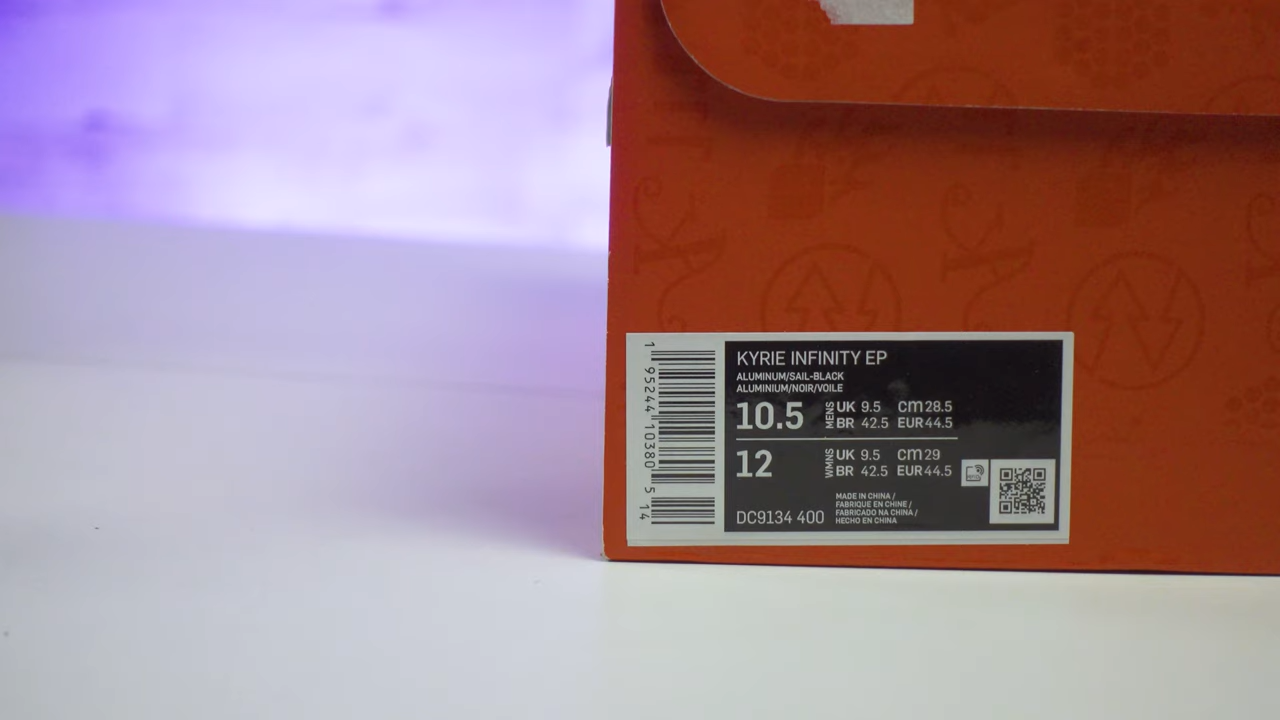 1 95244 10380 5 14
KYRIE INFINITY EP
ALUMINUM/SAIL-BLACK
ALUMINIUM/NOIR/VOILE
10.5 MENS UK 9.5 cm 28.5
BR 42.5 EUR 44.5
12 WMNS UK 9.5 cm 29
BR 42.5 EUR 44.5
DC9134 400
MADE IN CHINA /
FABRIQUE EN CHINE /
FABRICADO NA CHINA /
HECHO EN CHINA